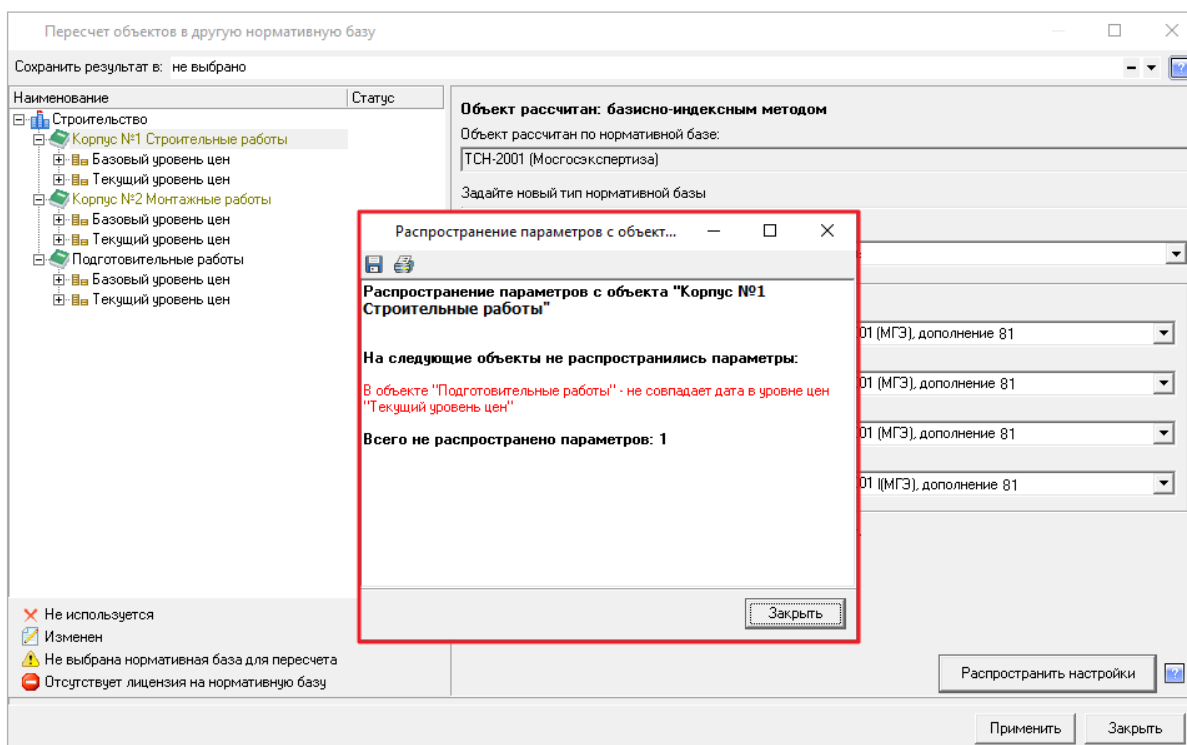 Пересчет объектов в другую нормативную базу
Сохранить результат в: не выбрано
Наименование
Статус
Строительство
Корпус №1 Строительные работы
Базовый уровень цен
Текущий уровень цен
Корпус №2 Монтажные работы
Базовый уровень цен
Текущий уровень цен
Подготовительные работы
Базовый уровень цен
Текущий уровень цен
Не используется
Изменен
Не выбрана нормативная база для пересчета
Отсутствует лицензия на нормативную базу
Объект рассчитан: базисно-индексным методом
Объект рассчитан по нормативной базе:
ТСН-2001 (Мосгосэкспертиза)
Задайте новый тип нормативной базы
Распространение параметров с объект...
Распространение параметров с объекта "Корпус №1
Строительные работы"
На следующие объекты не распространились параметры:
В объекте "Подготовительные работы" - не совпадает дата в уровне цен
"Текущий уровень цен"
Всего не распространено параметров: 1
Закрыть
01 (МГЭ), дополнение 81
01 (МГЭ), дополнение 81
01 (МГЭ), дополнение 81
01 I(МГЭ), дополнение 81
Распространить настройки
Применить
Закрыть